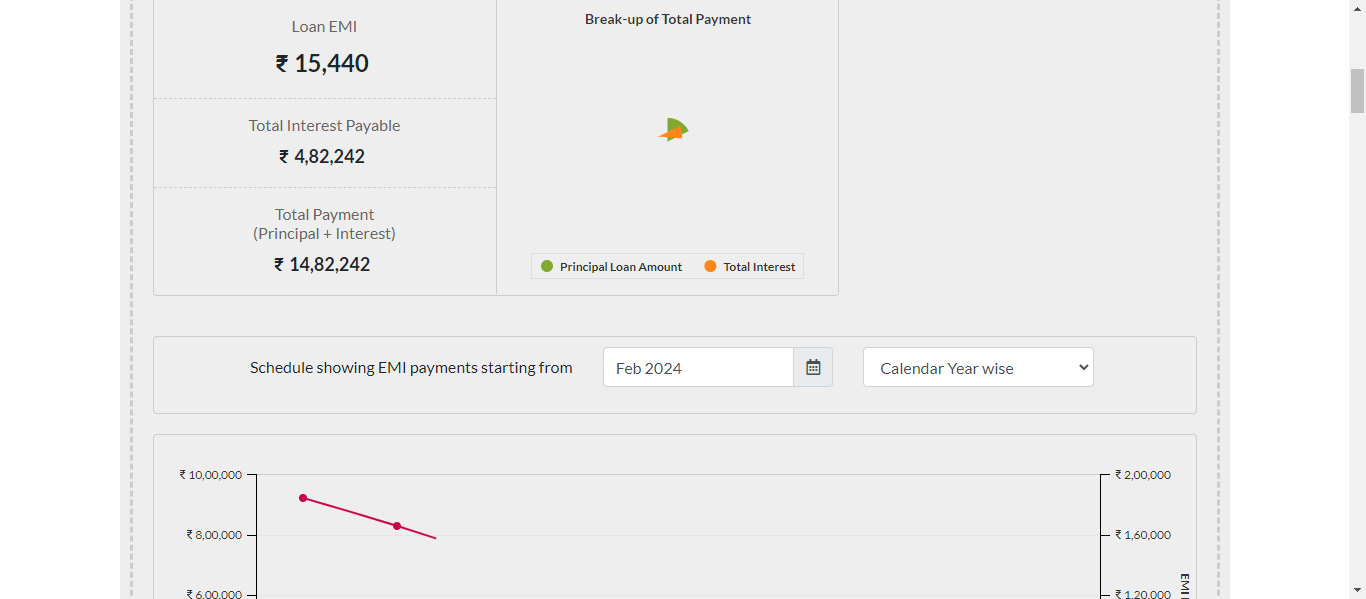 Loan EMI
₹ 15,440
Total Interest Payable
₹ 4,82,242
Total Payment
(Principal + Interest)
₹ 14,82,242
Break-up of Total Payment
Principal Loan Amount
Total Interest
Schedule showing EMI payments starting from
Feb 2024
Calendar Year wise
₹ 10,00,000
₹ 8,00,000
₹ 6,00,000
₹ 2,00,000
₹ 1,60,000
₹ 1,20,000
EMI